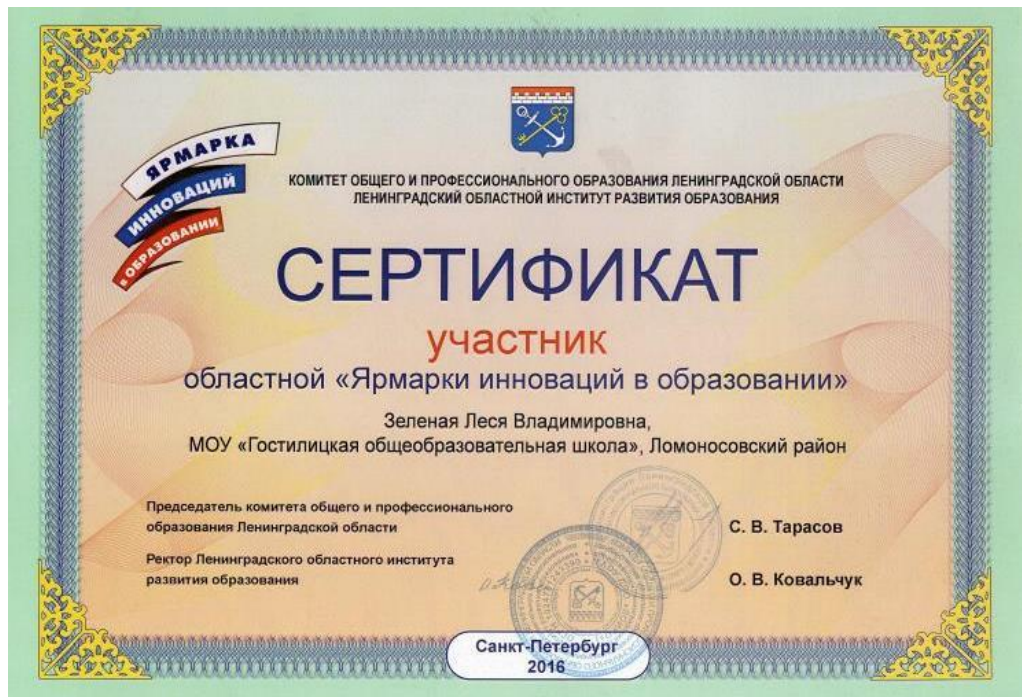 ЯРМАРКА
ИННОВАЦИЙ
в ОБРАЗОВАНИИ
КОМИТЕТ ОБЩЕГО И ПРОФЕССИОНАЛЬНОГО ОБРАЗОВАНИЯ ЛЕНИНГРАДСКОЙ ОБЛАСТИ
ЛЕНИНГРАДСКИЙ ОБЛАСТНОЙ ИНСТИТУТ РАЗВИТИЯ ОБРАЗОВАНИЯ
СЕРТИФИКАТ
участник
областной «Ярмарки инноваций в образовании»
Зеленая Леся Владимировна,
МОУ «Гостилицкая общеобразовательная школа», Ломоносовский район
Председатель комитета общего и профессионального
образования Ленинградской области
С. В. Тарасов
Ректор Ленинградского областного института
развития образования
О. В. Ковальчук
Санкт-Петербург
2016